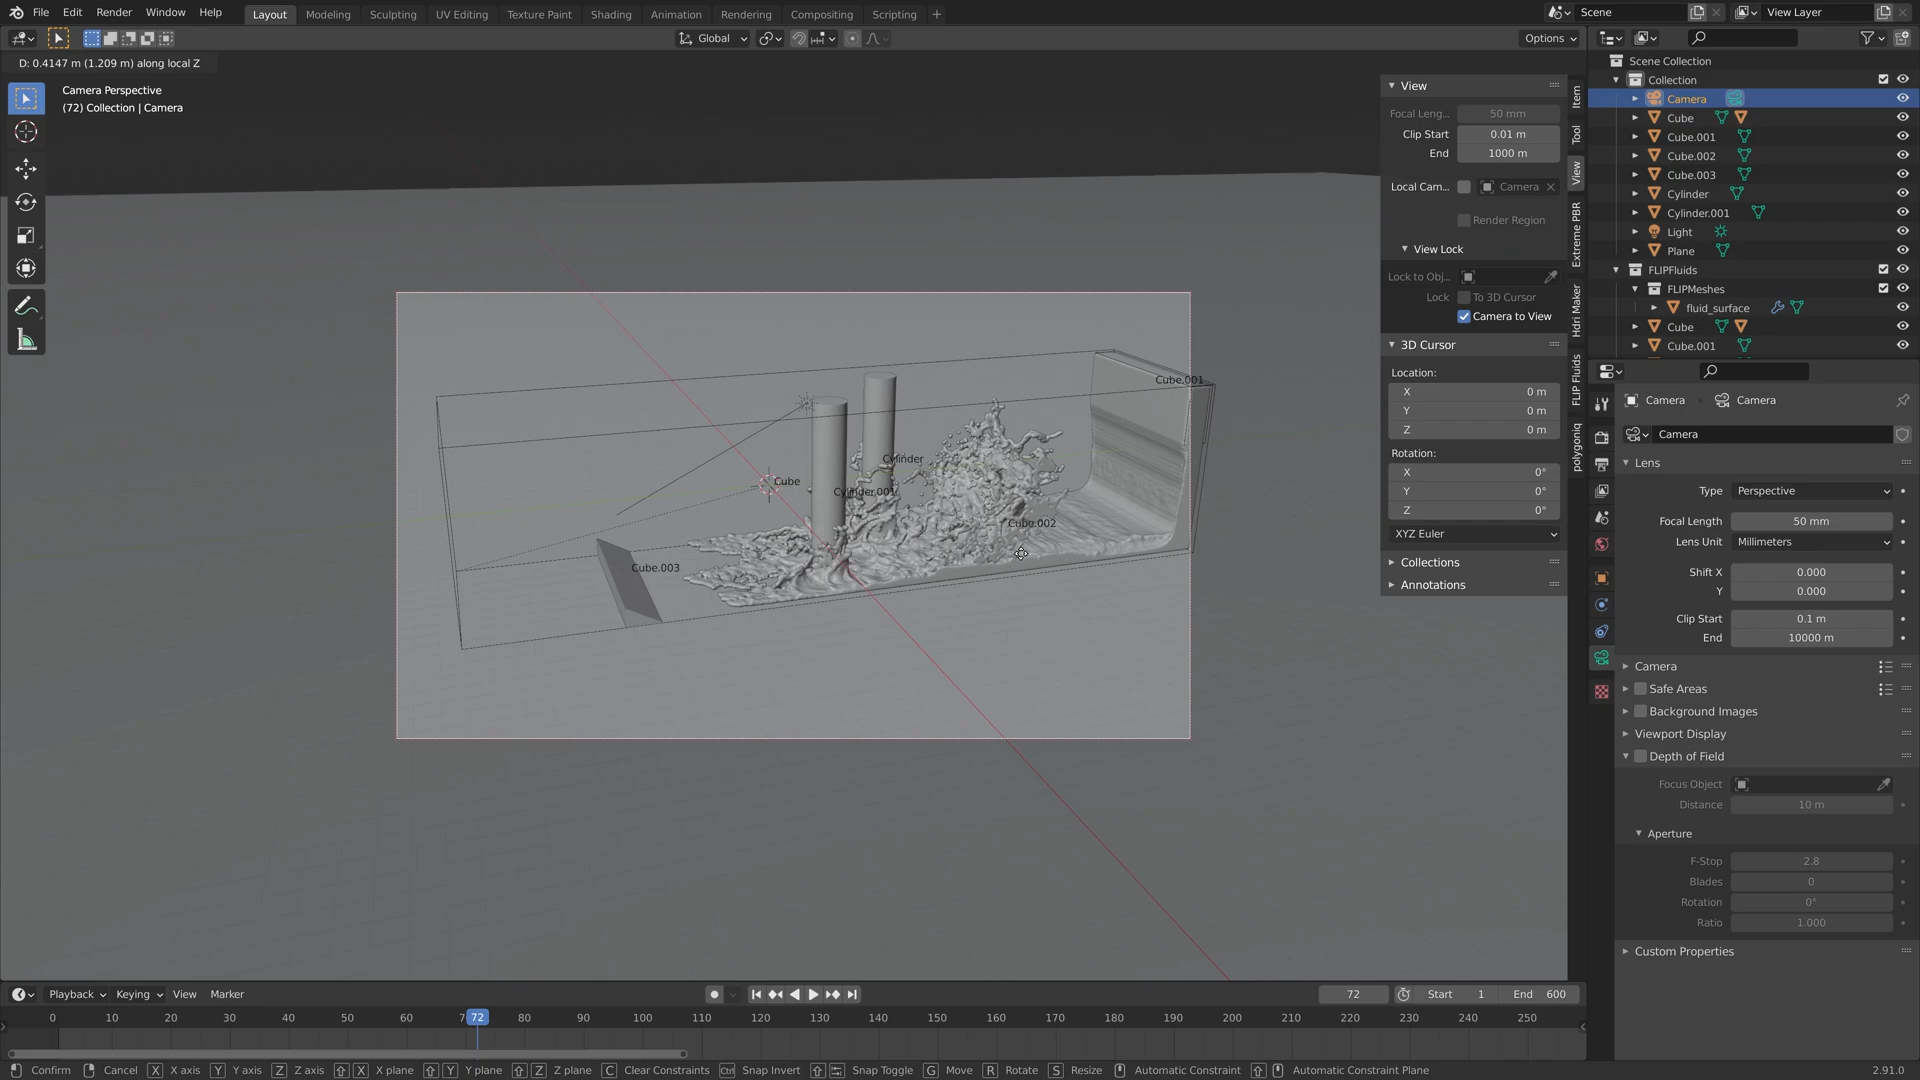 File Edit Render Window Help Layout Modeling Sculpting UV Editing Texture Paint Shading Animation Rendering Compositing Scripting + Scene View Layer
Global Options
D: 0.4147 m (1.209 m) along local Z
Camera Perspective
(72) Collection | Camera
Cube.001
Cylinder
Cube
Cylinder.001
Cube.002
Cube.003
View
Focal Leng... 50 mm
Clip Start 0.01 m
End 1000 m
Local Cam... Camera
Render Region
View Lock
Lock to Obj...
Lock To 3D Cursor
Camera to View
3D Cursor
Location:
X 0 m
Y 0 m
Z 0 m
Rotation:
X 0°
Y 0°
Z 0°
XYZ Euler
Collections
Annotations
Item
Tool
View
Extreme PBR
Hdri Maker
FLIP Fluids
polygoniq
Scene Collection
Collection
Camera
Cube
Cube.001
Cube.002
Cube.003
Cylinder
Cylinder.001
Light
Plane
FLIPFluids
FLIPMeshes
fluid_surface
Cube
Cube.001
Camera Camera
Camera
Lens
Type Perspective
Focal Length 50 mm
Lens Unit Millimeters
Shift X 0.000
Y 0.000
Clip Start 0.1 m
End 10000 m
Camera
Safe Areas
Background Images
Viewport Display
Depth of Field
Focus Object
Distance 10 m
Aperture
F-Stop 2.8
Blades 0
Rotation 0°
Ratio 1.000
Custom Properties
Playback Keying View Marker 72 Start 1 End 600
0 10 20 30 40 50 60 7 72 80 90 100 110 120 130 140 150 160 170 180 190 200 210 220 230 240 250
Confirm Cancel X X axis Y Y axis Z Z axis X X plane Y Y plane Z Z plane C Clear Constraints Ctrl Snap Invert Snap Toggle G Move R Rotate S Resize Automatic Constraint Automatic Constraint Plane 2.91.0